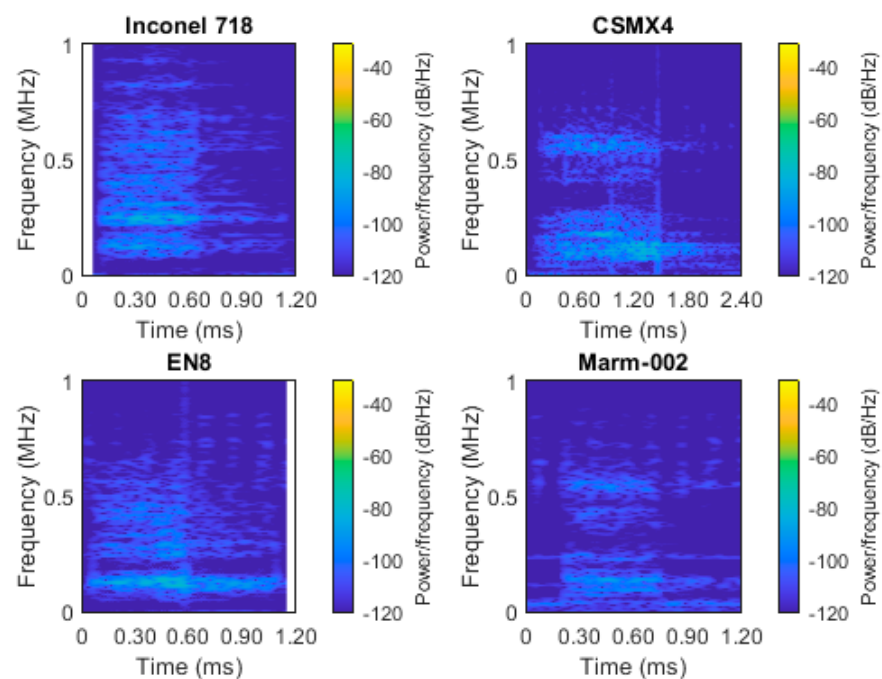 Inconel 718
1
0.5
0
0 0.30 0.60 0.90 1.20
Time (ms)
Frequency (MHz)
-40
-60
-80
-100
-120
Power/frequency (dB/Hz)
CSMX4
1
0.5
0
0 0.60 1.20 1.80 2.40
Time (ms)
Frequency (MHz)
-40
-60
-80
-100
-120
Power/frequency (dB/Hz)
EN8
1
0.5
0
0 0.30 0.60 0.90 1.20
Time (ms)
Frequency (MHz)
-40
-60
-80
-100
-120
Power/frequency (dB/Hz)
Marm-002
1
0.5
0
0 0.30 0.60 0.90 1.20
Time (ms)
Frequency (MHz)
-40
-60
-80
-100
-120
Power/frequency (dB/Hz)